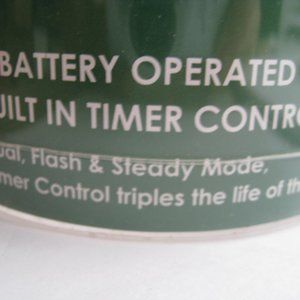 BATTERY OPERATED
UILT IN TIMER CONTRO
ual, Flash & Steady Mode,
mer Control triples the life of th